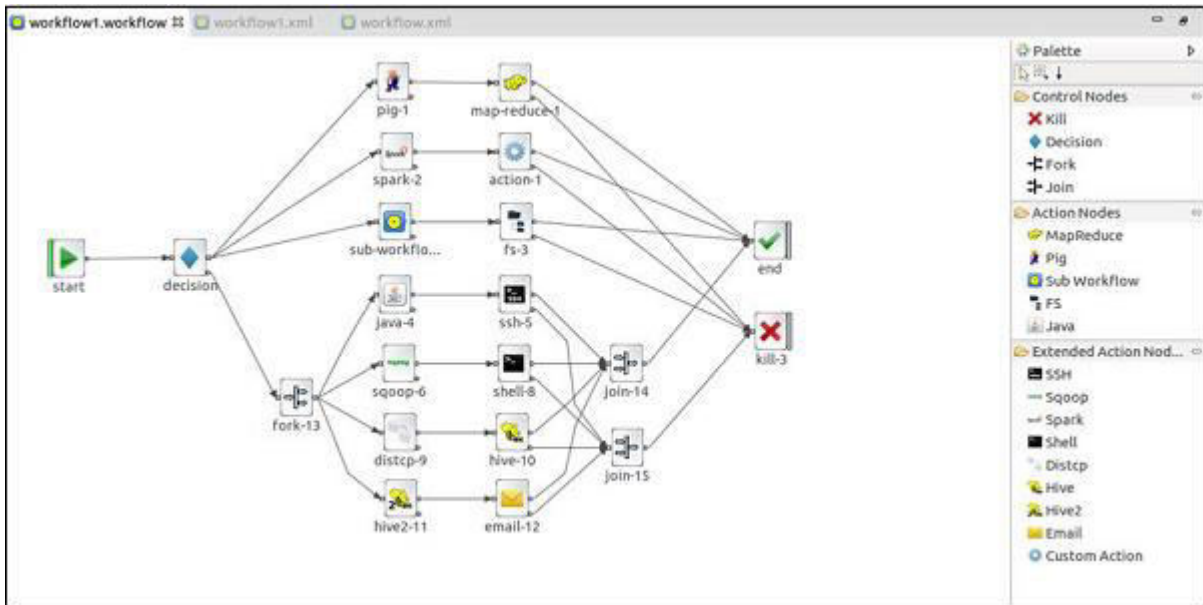 workflow1.workflow
workflow1.xml
workflow.xml
Palette
Control Nodes
Kill
Decision
Fork
Join
Action Nodes
MapReduce
Pig
Sub Workflow
FS
Java
Extended Action Nod...
SSH
Sqoop
Spark
Shell
Distcp
Hive
Hive2
Email
Custom Action
start
decision
pig-1
map-reduce-1
spark-2
action-1
sub-workflo...
fs-3
java-4
ssh-5
sqoop-6
shell-8
fork-13
distcp-9
hive-10
hive2-11
email-12
join-14
join-15
end
kill-3